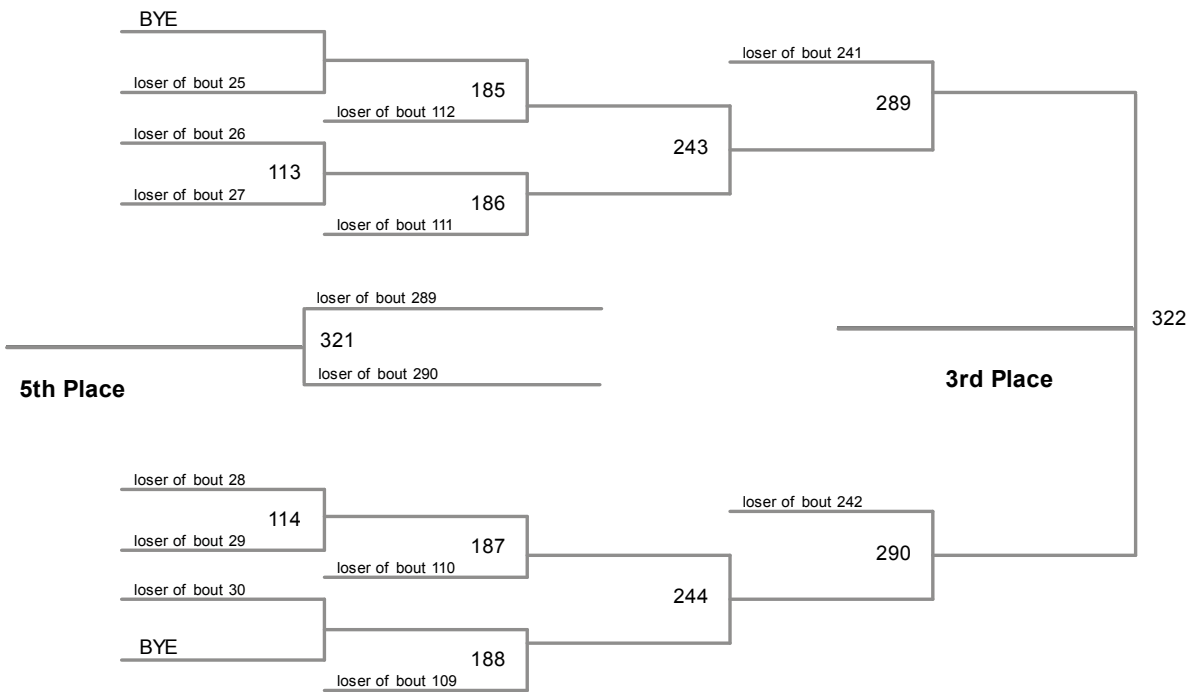 BYE
loser of bout 241
loser of bout 25
185
289
loser of bout 112
loser of bout 26
243
113
loser of bout 27
186
loser of bout 111
loser of bout 289
322
321
loser of bout 290
5th Place
3rd Place
loser of bout 28
loser of bout 242
114
loser of bout 29
187
290
loser of bout 110
loser of bout 30
244
BYE
188
loser of bout 109